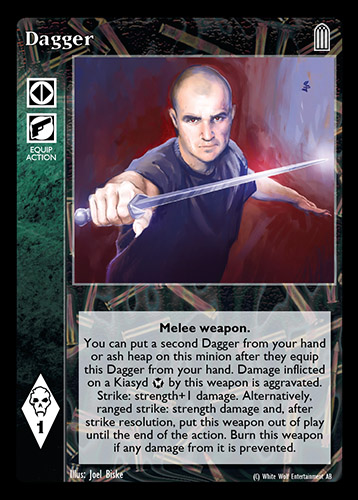 Dagger
EQUIP
ACTION
Melee weapon.
You can put a second Dagger from your hand
or ash heap on this minion after they equip
this Dagger from your hand. Damage inflicted
on a Kiasyd by this weapon is aggravated.
Strike: strength+1 damage. Alternatively,
ranged strike: strength damage and, after
strike resolution, put this weapon out of play
until the end of the action. Burn this weapon
if any damage from it is prevented.
1
Illus: Joel Biske
(C) White Wolf Entertainment AB